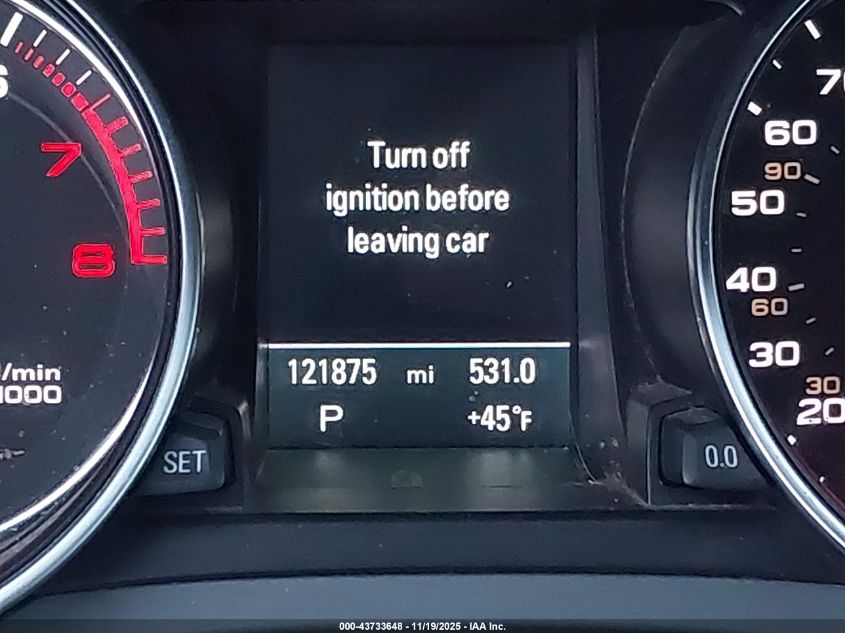 Turn off
ignition before
leaving car
121875 mi 531.0
P +45°F
SET
0.0
6
7
8
/min
1000
70
60
90
50
40
60
30
30
20
000-43733648 - 11/19/2025 - IAA Inc.